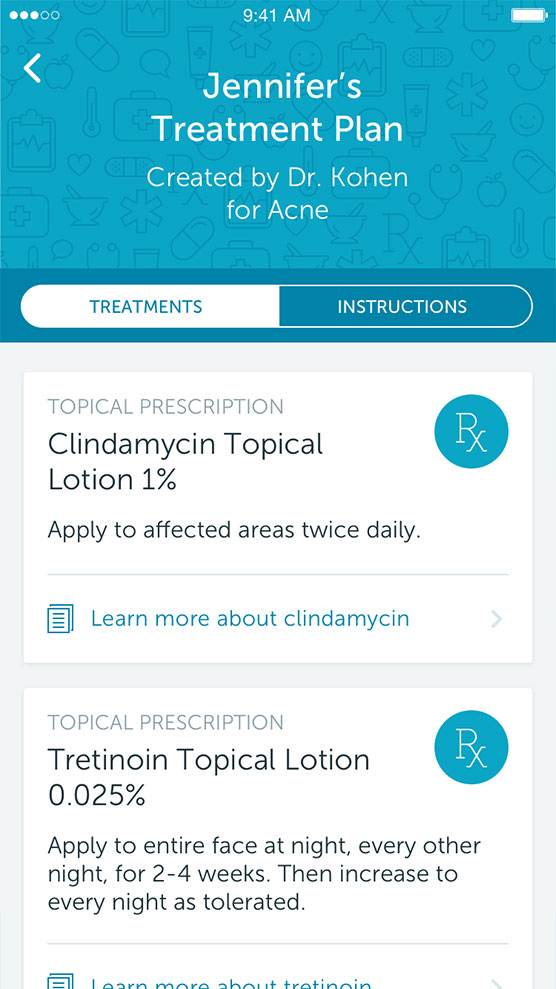 9:41 AM
Jennifer’s
Treatment Plan
Created by Dr. Kohen
for Acne
TREATMENTS
INSTRUCTIONS
TOPICAL PRESCRIPTION
Clindamycin Topical
Lotion 1%
Rx
Apply to affected areas twice daily.
Learn more about clindamycin
TOPICAL PRESCRIPTION
Tretinoin Topical Lotion
0.025%
Rx
Apply to entire face at night, every other
night, for 2-4 weeks. Then increase to
every night as tolerated.
Learn more about tretinoin